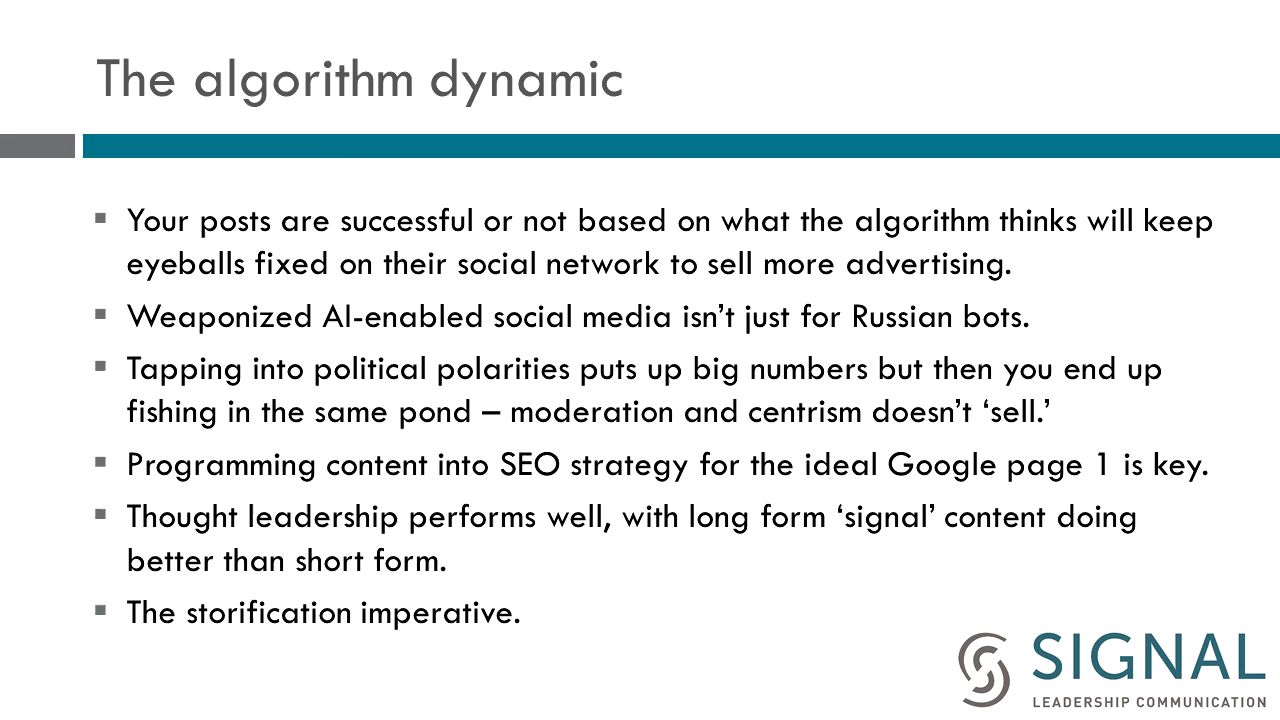 The algorithm dynamic
Your posts are successful or not based on what the algorithm thinks will keep
eyeballs fixed on their social network to sell more advertising.
Weaponized AI-enabled social media isn’t just for Russian bots.
Tapping into political polarities puts up big numbers but then you end up
fishing in the same pond – moderation and centrism doesn’t ‘sell.’
Programming content into SEO strategy for the ideal Google page 1 is key.
Thought leadership performs well, with long form ‘signal’ content doing
better than short form.
The storification imperative.
SIGNAL
LEADERSHIP COMMUNICATION